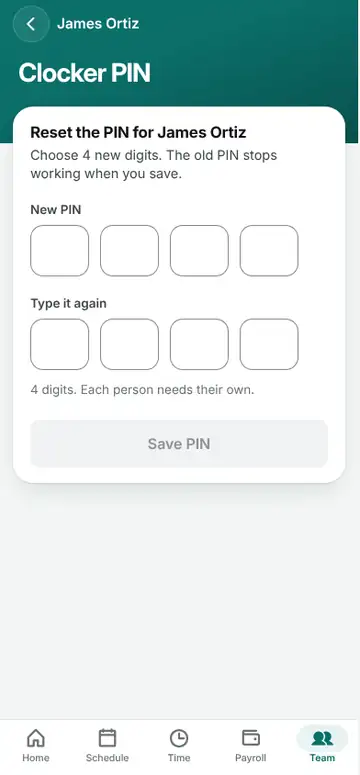 James Ortiz
Clocker PIN
Reset the PIN for James Ortiz
Choose 4 new digits. The old PIN stops
working when you save.
New PIN
Type it again
4 digits. Each person needs their own.
Save PIN
Home
Schedule
Time
Payroll
Team